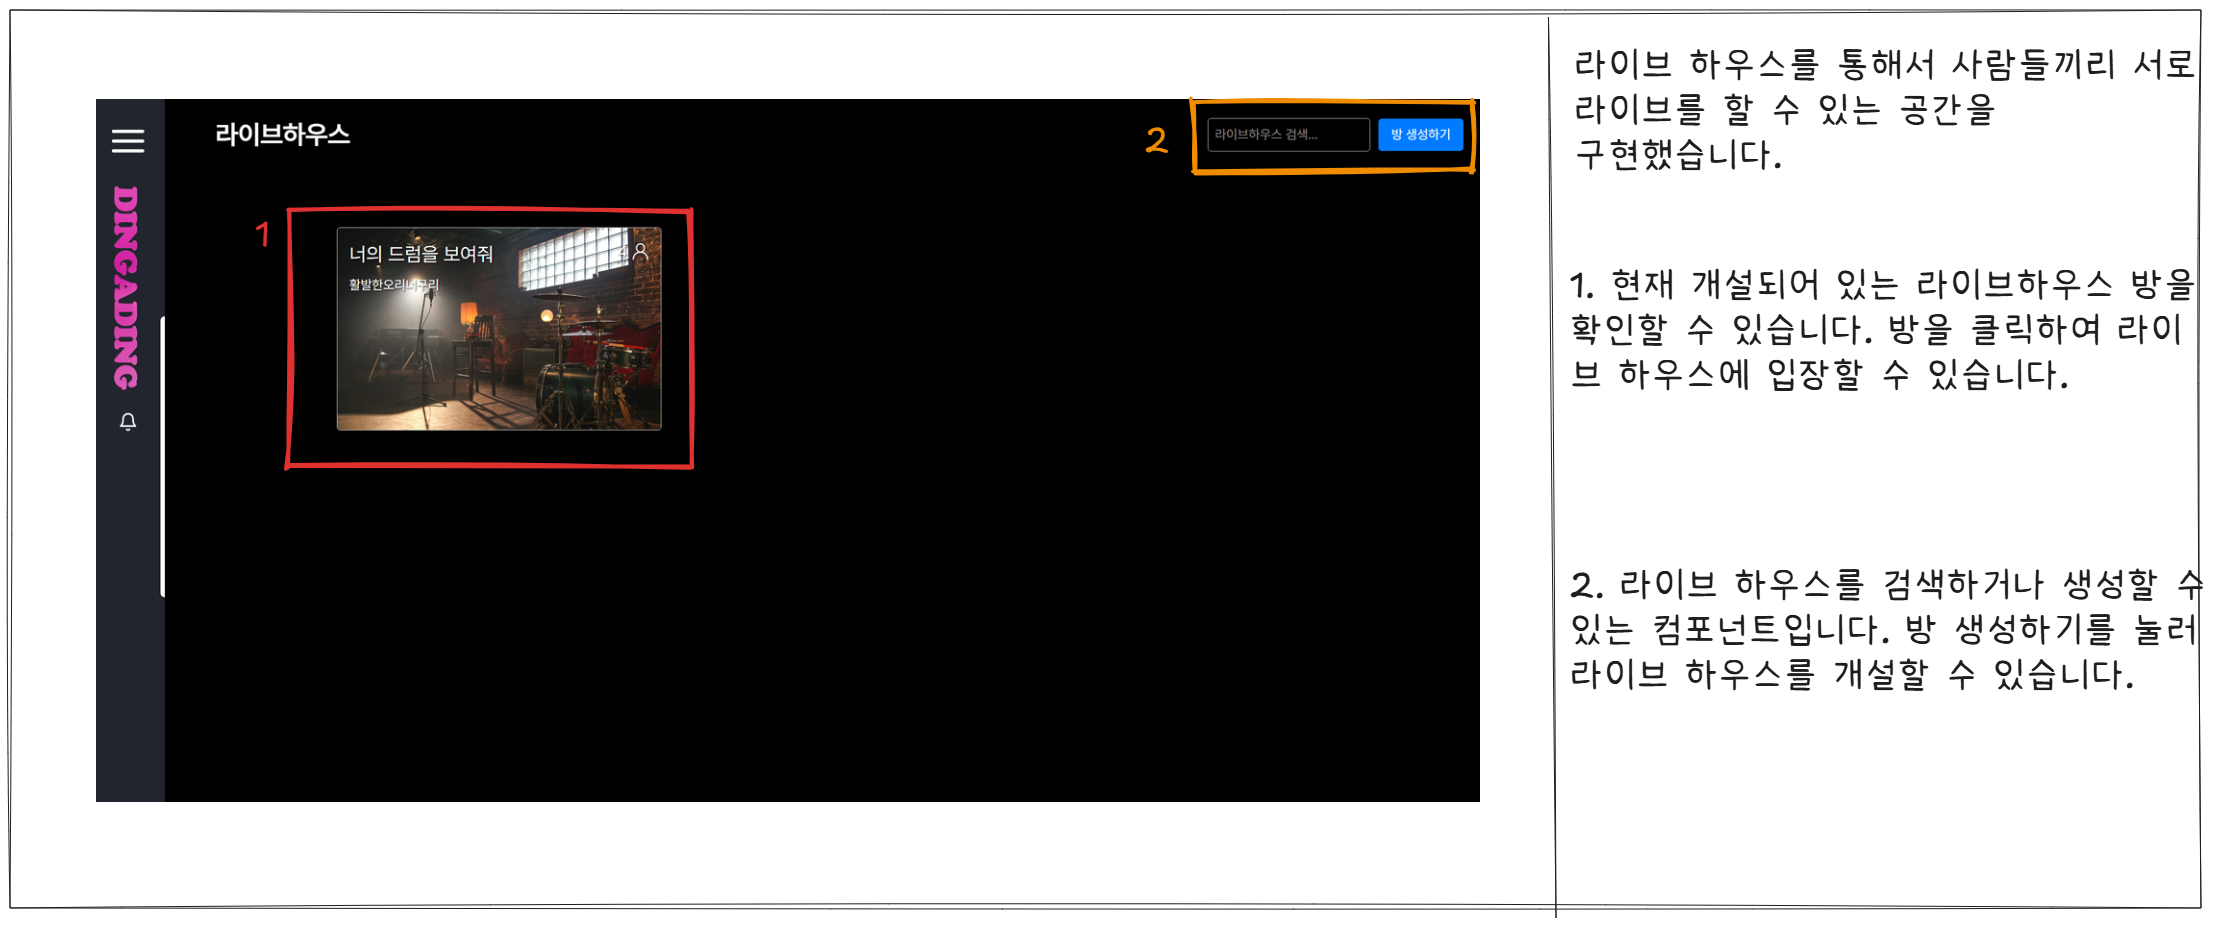 라이브하우스
2
라이브하우스 검색...
방 생성하기
DINGADING
1
너의 드럼을 보여줘
활발한오리너구리
라이브 하우스를 통해서 사람들끼리 서로
라이브를 할 수 있는 공간을
구현했습니다.
1. 현재 개설되어 있는 라이브하우스 방을
확인할 수 있습니다. 방을 클릭하여 라이
브 하우스에 입장할 수 있습니다.
2. 라이브 하우스를 검색하거나 생성할 수
있는 컴포넌트입니다. 방 생성하기를 눌러
라이브 하우스를 개설할 수 있습니다.